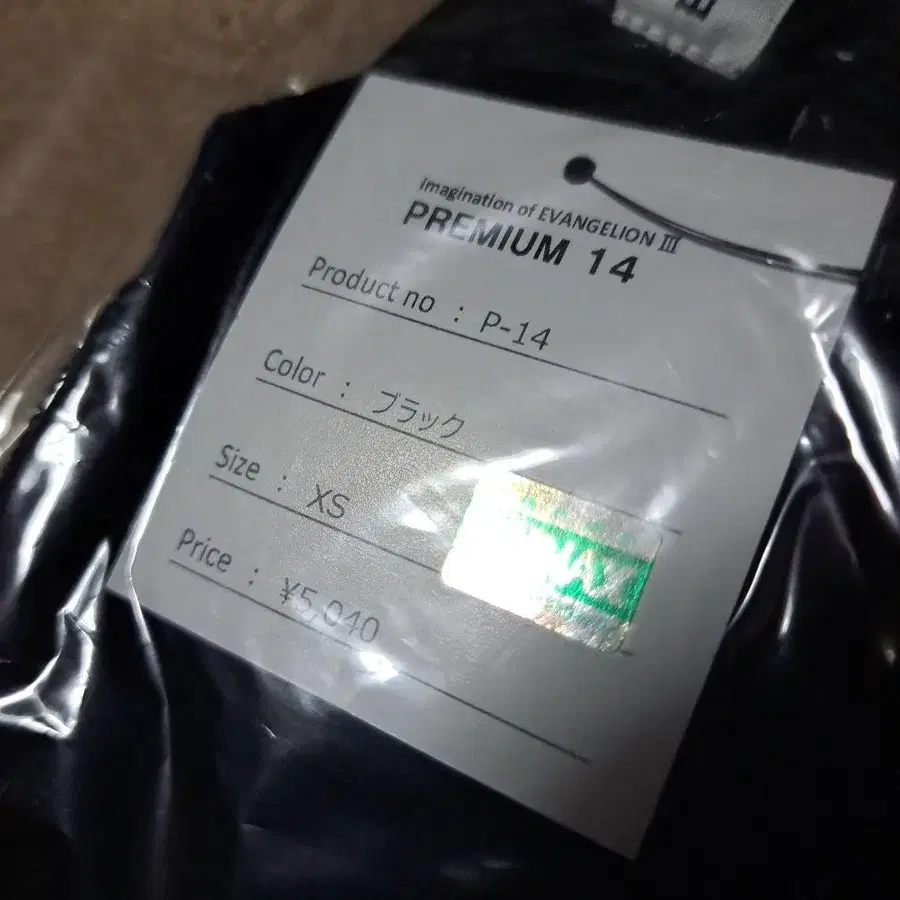 imagination of EVANGELION Ⅲ
PREMIUM 14
Product no : P-14
Color : ブラック
Size : XS
Price : ¥5,040